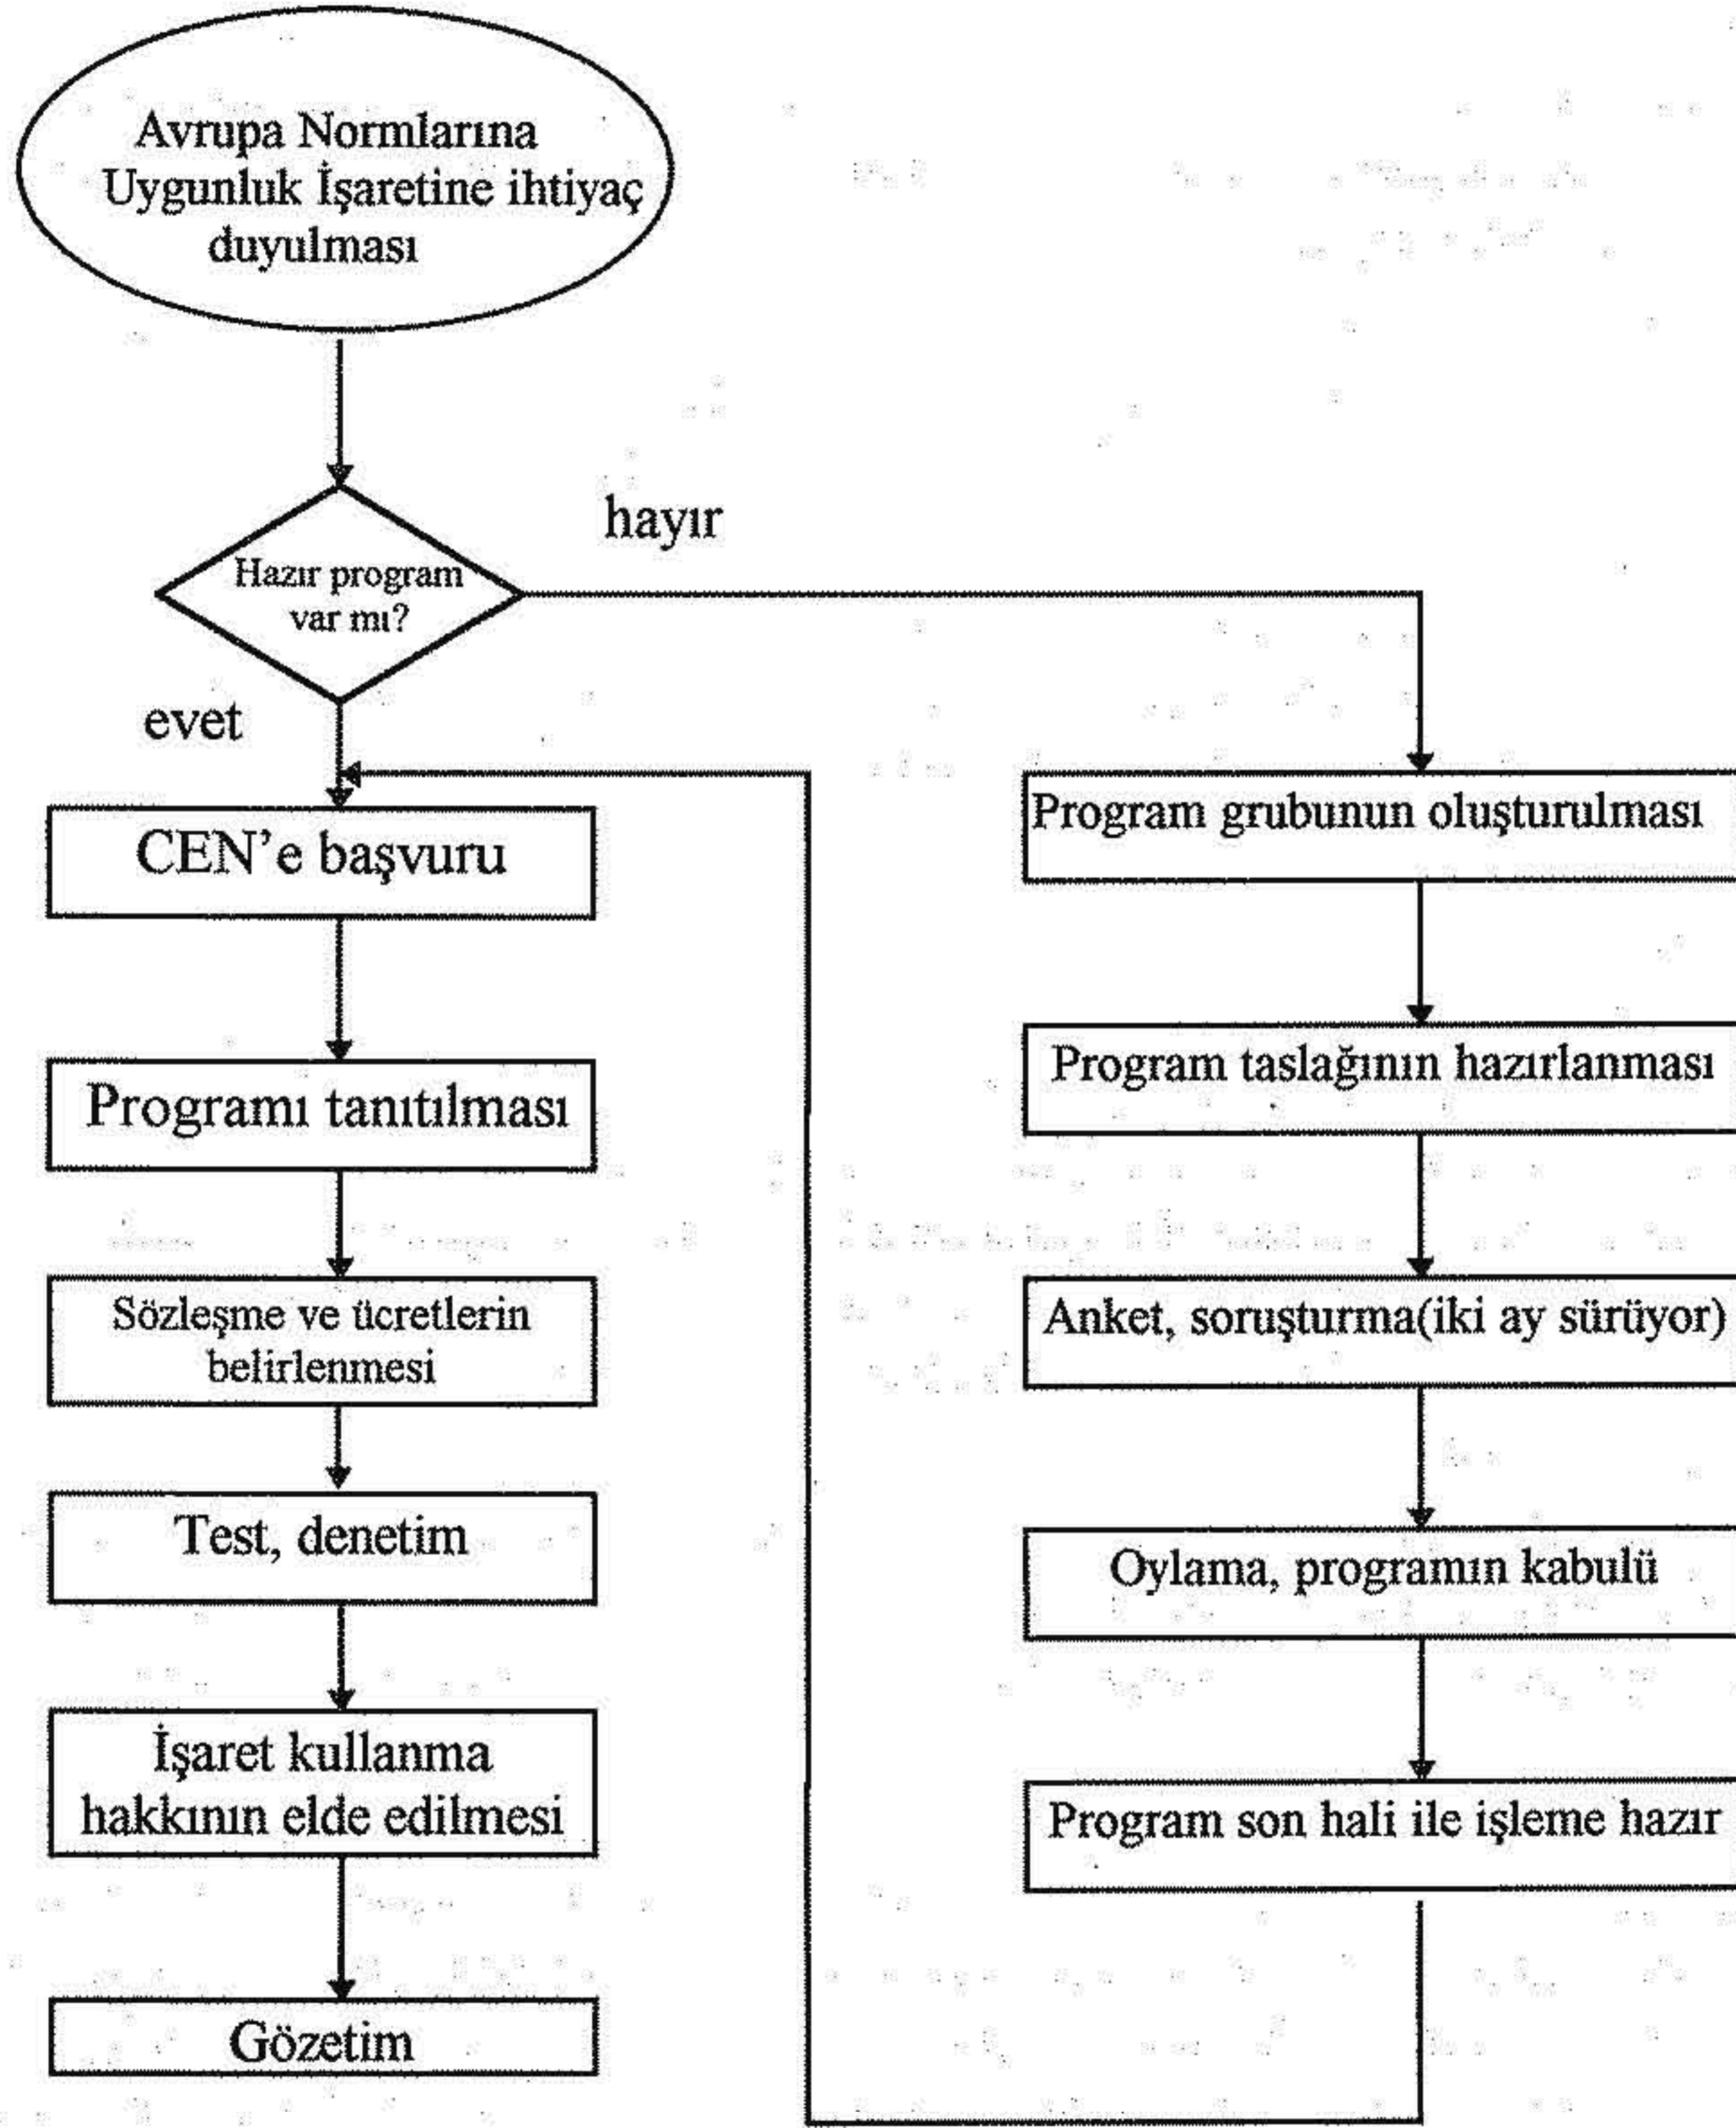 Avrupa Normlarına
Uygunluk İşaretine ihtiyaç
duyulması
hayır
Hazır program
var mı?
evet
CEN'e başvuru
Programı tanıtılması
Sözleşme ve ücretlerin
belirlenmesi
Test, denetim
İşaret kullanma
hakkının elde edilmesi
Gözetim
Program grubunun oluşturulması
Program taslağının hazırlanması
Anket, soruşturma(iki ay sürüyor)
Oylama, programın kabulü
Program son hali ile işleme hazır